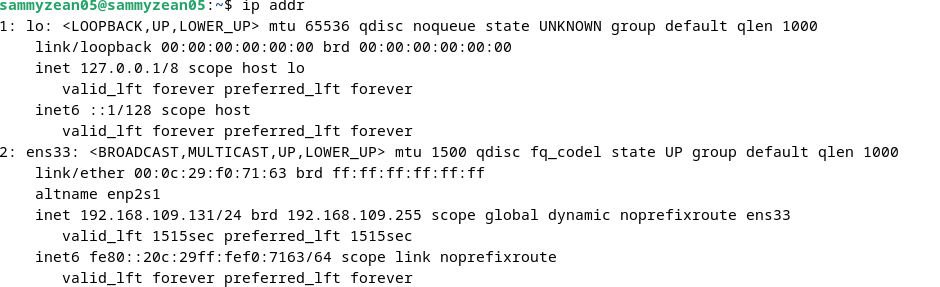 sammyzean05@sammyzean05:~$ ip addr
1: lo: <LOOPBACK,UP,LOWER_UP> mtu 65536 qdisc noqueue state UNKNOWN group default qlen 1000
    link/loopback 00:00:00:00:00:00 brd 00:00:00:00:00:00
    inet 127.0.0.1/8 scope host lo
       valid_lft forever preferred_lft forever
    inet6 ::1/128 scope host
       valid_lft forever preferred_lft forever
2: ens33: <BROADCAST,MULTICAST,UP,LOWER_UP> mtu 1500 qdisc fq_codel state UP group default qlen 1000
    link/ether 00:0c:29:f0:71:63 brd ff:ff:ff:ff:ff:ff
    altname enp2s1
    inet 192.168.109.131/24 brd 192.168.109.255 scope global dynamic noprefixroute ens33
       valid_lft 1515sec preferred_lft 1515sec
    inet6 fe80::20c:29ff:fef0:7163/64 scope link noprefixroute
       valid_lft forever preferred_lft forever